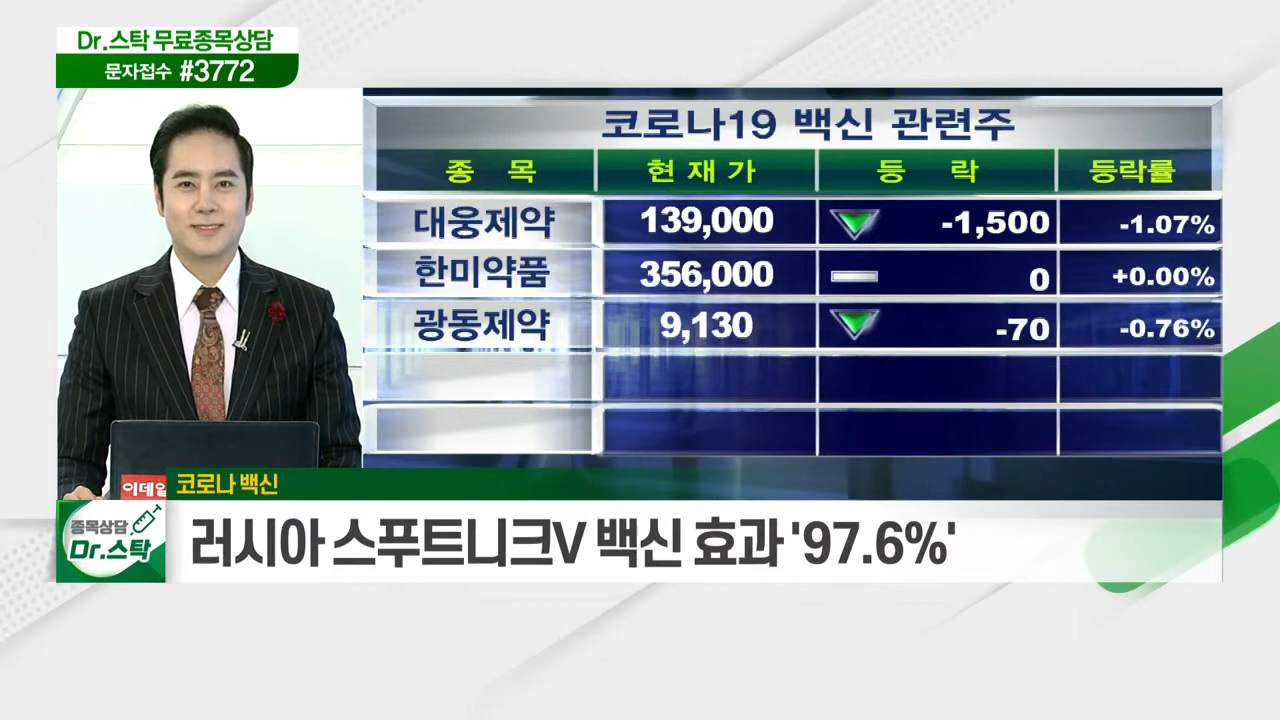 Dr.스탁 무료종목상담
문자접수 #3772
코로나19 백신 관련주
종 목 현 재 가 등 락 등락률
대웅제약 139,000 -1,500 -1.07%
한미약품 356,000 0 +0.00%
광동제약 9,130 -70 -0.76%
이데일
코로나 백신
종목상담
Dr.스탁
러시아 스푸트니크V 백신 효과 '97.6%'